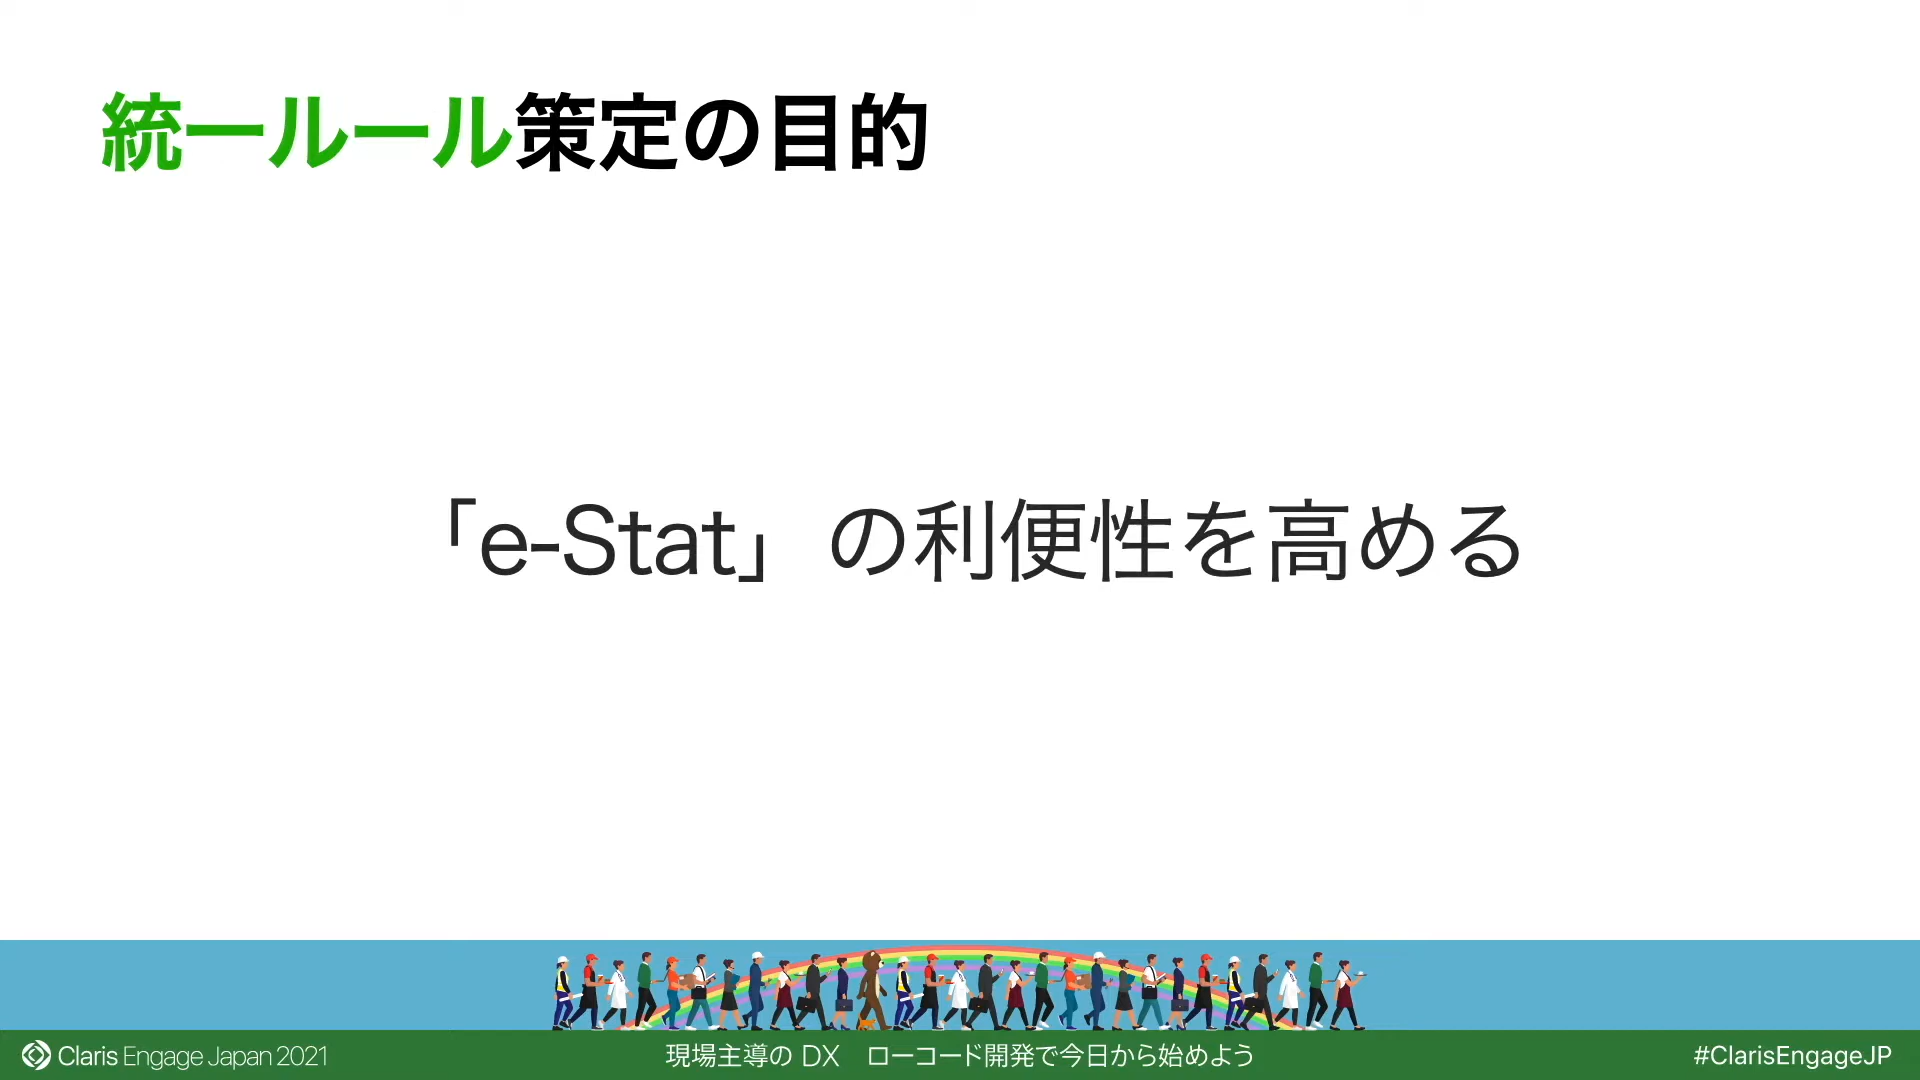 統一ルール策定の目的
「e-Stat」の利便性を高める
Claris Engage Japan 2021
現場主導の DX　ローコード開発で今日から始めよう
#ClarisEngageJP